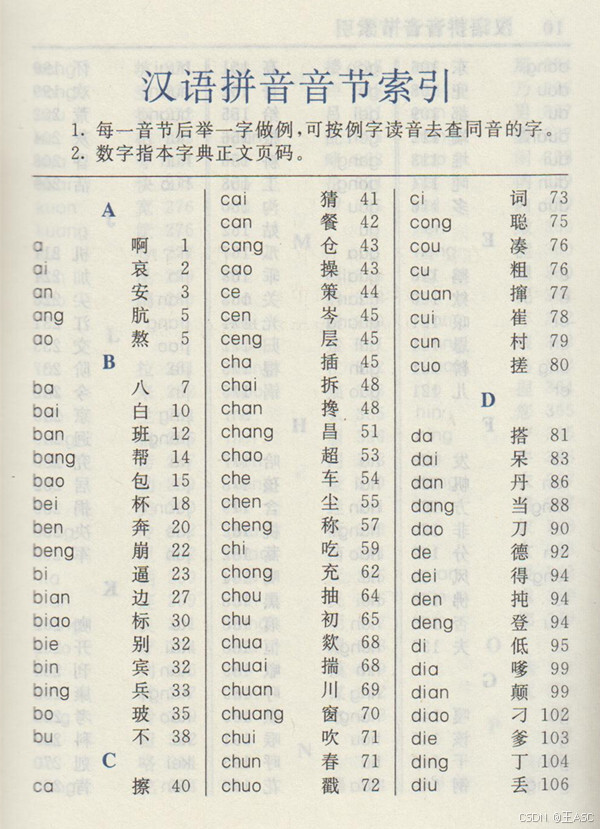 汉语拼音音节索引
1. 每一音节后举一字做例,可按例字读音去查同音的字。
2. 数字指本字典正文页码。
A
a 啊 1
ai 哀 2
an 安 3
ang 肮 5
ao 熬 5
B
ba 八 7
bai 白 10
ban 班 12
bang 帮 14
bao 包 15
bei 杯 18
ben 奔 20
beng 崩 22
bi 逼 23
bian 边 27
biao 标 30
bie 别 32
bin 宾 32
bing 兵 33
bo 玻 35
bu 不 38
C
ca 擦 40
cai 猜 41
can 餐 42
cang 仓 43
cao 操 43
ce 策 44
cen 岑 45
ceng 层 45
cha 插 45
chai 拆 48
chan 搀 48
chang 昌 51
chao 超 53
che 车 54
chen 尘 55
cheng 称 57
chi 吃 59
chong 充 62
chou 抽 64
chu 初 65
chua 欻 68
chuai 揣 68
chuan 川 69
chuang 窗 70
chui 吹 71
chun 春 71
chuo 戳 72
ci 词 73
cong 聪 75
cou 凑 76
cu 粗 76
cuan 撺 77
cui 崔 78
cun 村 79
cuo 搓 80
D
da 搭 81
dai 呆 83
dan 丹 86
dang 当 88
dao 刀 90
de 德 92
dei 得 94
den 扽 94
deng 登 94
di 低 95
dia 嗲 99
dian 颠 99
diao 刁 102
die 爹 103
ding 丁 104
diu 丢 106
CSDN @王ASC